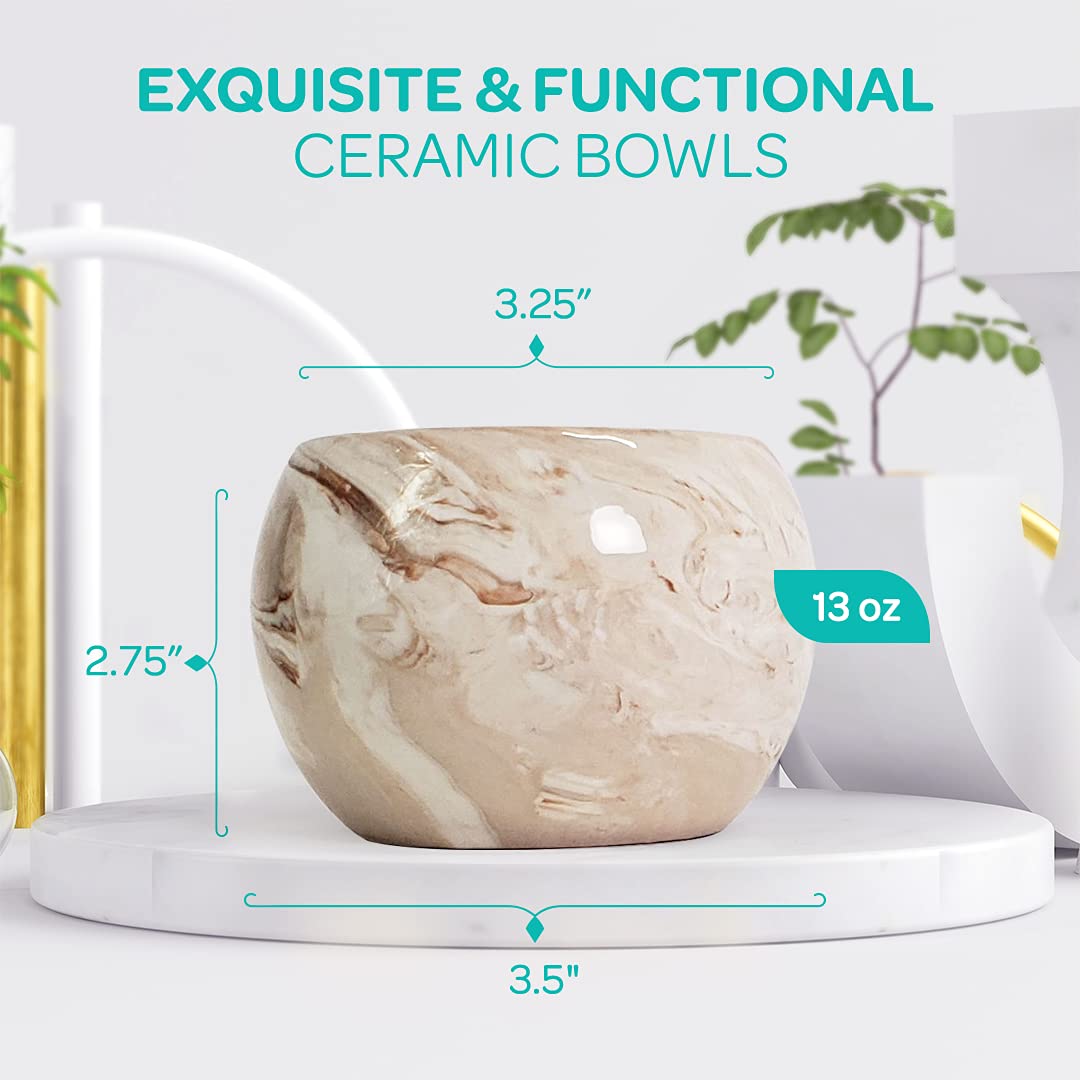 EXQUISITE & FUNCTIONAL
CERAMIC BOWLS
3.25″
2.75″
13 oz
3.5"